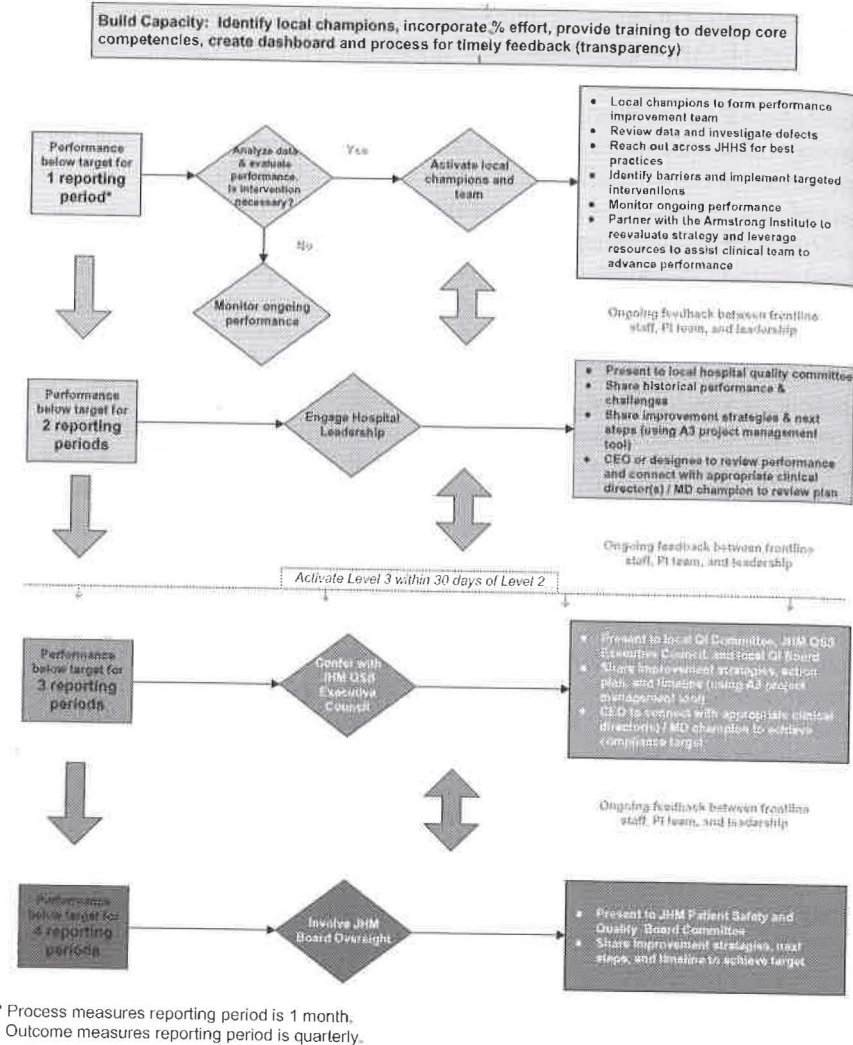 Build Capacity: Identify local champions, incorporate % effort, provide training to develop core
competencies, create dashboard and process for timely feedback (transparency)
Performance
below target for
1 reporting
period*
Analyze data
& evaluate
performance.
Is intervention
necessary?
Yes
No
Monitor ongoing
performance
Activate local
champions and
team
• Local champions to form performance
improvement team
• Review data and investigate defects
• Reach out across JHHS for best
practices
• Identify barriers and implement targeted
interventions
• Monitor ongoing performance
• Partner with the Armstrong Institute to
reevaluate strategy and leverage
resources to assist clinical team to
advance performance
Ongoing feedback between frontline
staff, PI team, and leadership
Performance
below target for
2 reporting
periods
Engage Hospital
Leadership
• Present to local hospital quality committee
• Share historical performance &
challenges
• Share improvement strategies & next
steps (using A3 project management
tool)
• CEO or designee to review performance
and connect with appropriate clinical
director(s) / MD champion to review plan
Ongoing feedback between frontline
staff, PI team, and leadership
Activate Level 3 within 30 days of Level 2
Performance
below target for
3 reporting
periods
Confer with
JHM QSB
Executive
Council
• Present to local QI Committee, JHM QSB
Executive Council, and local QI Board
• Share improvement strategies, action
plan, and timeline (using A3 project
management tool)
• CEO to connect with appropriate clinical
director(s) / MD champion to achieve
compliance target
Ongoing feedback between frontline
staff, PI team, and leadership
Performance
below target for
4 reporting
periods
Involve JHM
Board Oversight
• Present to JHM Patient Safety and
Quality Board Committee
• Share improvement strategies, next
steps, and timeline to achieve target
* Process measures reporting period is 1 month.
Outcome measures reporting period is quarterly.